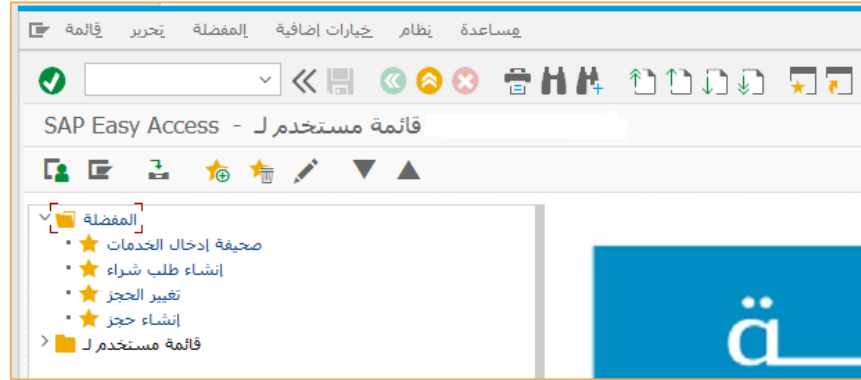 قائمة تحرير المفضلة خيارات إضافية نظام مساعدة
SAP Easy Access - قائمة مستخدم لـ
المفضلة
صحيفة إدخال الخدمات
إنشاء طلب شراء
تغيير الحجز
إنشاء حجز
قائمة مستخدم لـ
ـة